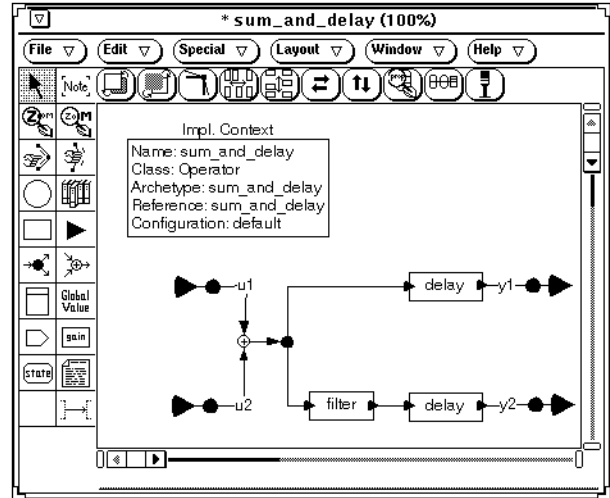 * sum_and_delay (100%)
File Edit Special Layout Window Help
Note
Impl. Context
Name: sum_and_delay
Class: Operator
Archetype: sum_and_delay
Reference: sum_and_delay
Configuration: default
Global
Value
gain
state
u1 delay y1
u2 filter delay y2